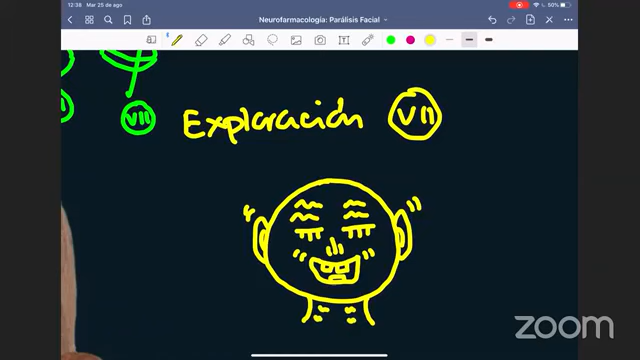 12:38 Mar 25 de ago
Neurofarmacología: Parálisis Facial
50%
VII
Exploración VII
zoom